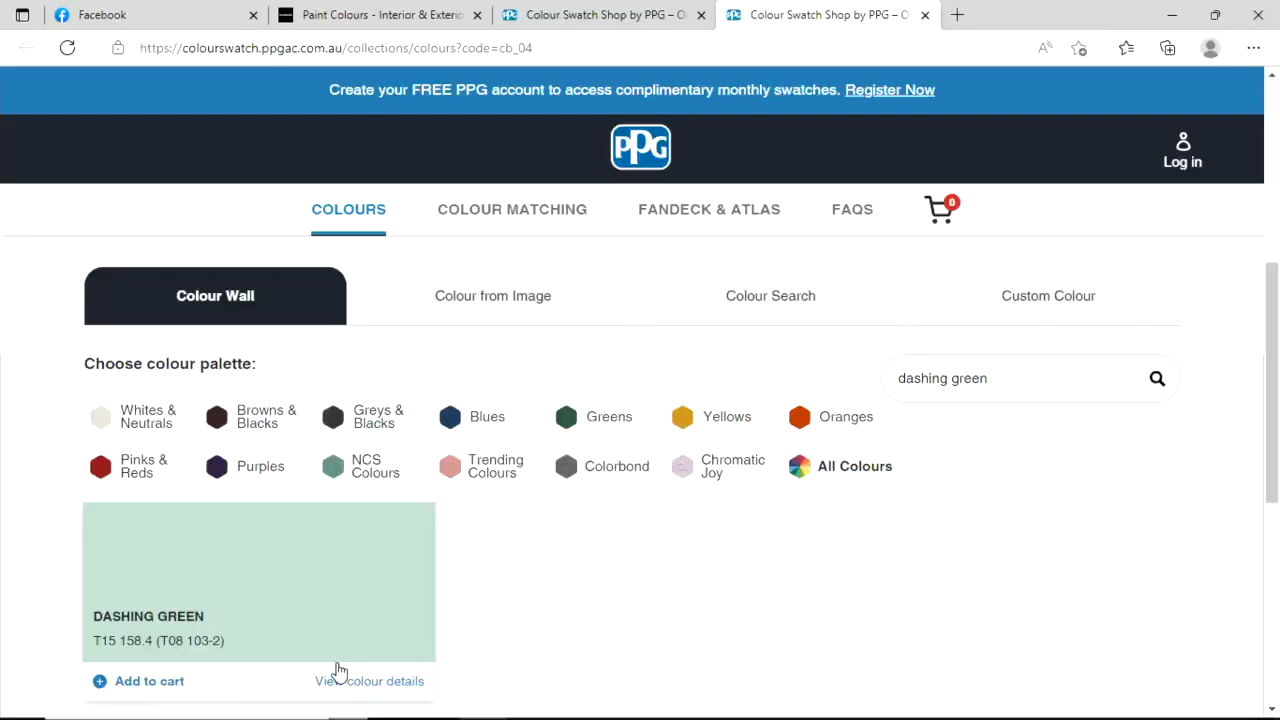 Facebook
Paint Colours - Interior & Exterio
Colour Swatch Shop by PPG – O
Colour Swatch Shop by PPG – O
https://colourswatch.ppgac.com.au/collections/colours?code=cb_04
Create your FREE PPG account to access complimentary monthly swatches. Register Now
PPG
Log in
COLOURS
COLOUR MATCHING
FANDECK & ATLAS
FAQS
0
Colour Wall
Colour from Image
Colour Search
Custom Colour
Choose colour palette:
dashing green
Whites &
Neutrals
Browns &
Blacks
Greys &
Blacks
Blues
Greens
Yellows
Oranges
Pinks &
Reds
Purples
NCS
Colours
Trending
Colours
Colorbond
Chromatic
Joy
All Colours
DASHING GREEN
T15 158.4 (T08 103-2)
Add to cart
View colour details